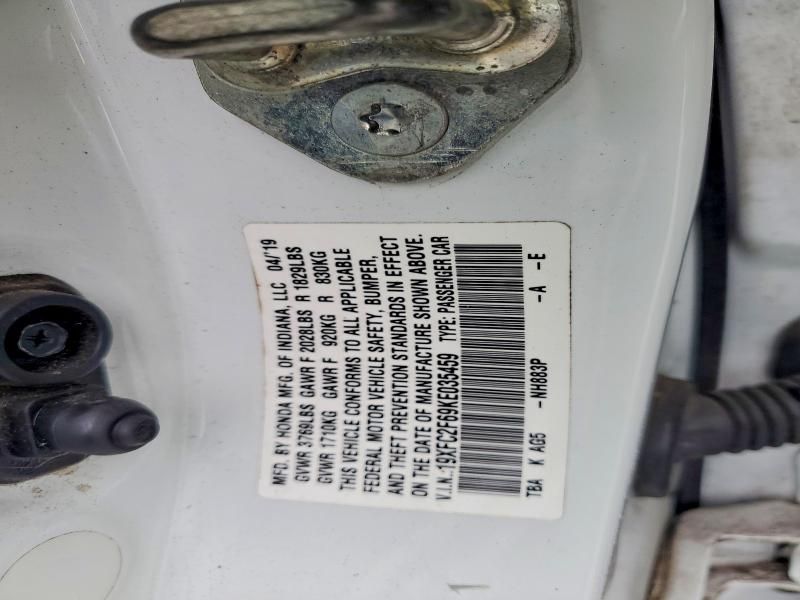 MFD. BY HONDA MFG. OF INDIANA, LLC 04/'19
GVWR 3769LBS GAWR F 2028LBS R 1829LBS
GVWR 1710KG GAWR F 920KG R 830KG
THIS VEHICLE CONFORMS TO ALL APPLICABLE
FEDERAL MOTOR VEHICLE SAFETY, BUMPER,
AND THEFT PREVENTION STANDARDS IN EFFECT
ON THE DATE OF MANUFACTURE SHOWN ABOVE.
V.I.N.: 19XFC2F69KE035459 TYPE: PASSENGER CAR
TBA K AG5 -NH883P -A -E